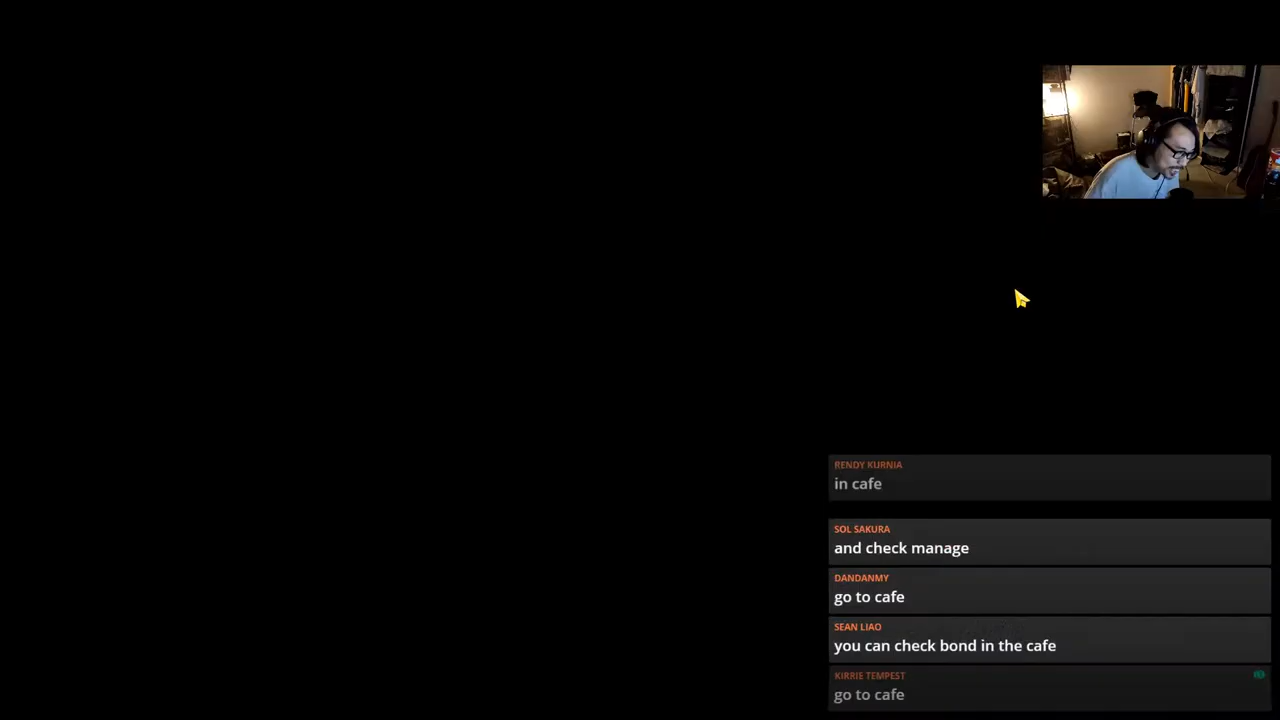 RENDY KURNIA
in cafe
SOL SAKURA
and check manage
DANDANMY
go to cafe
SEAN LIAO
you can check bond in the cafe
KIRRIE TEMPEST
go to cafe